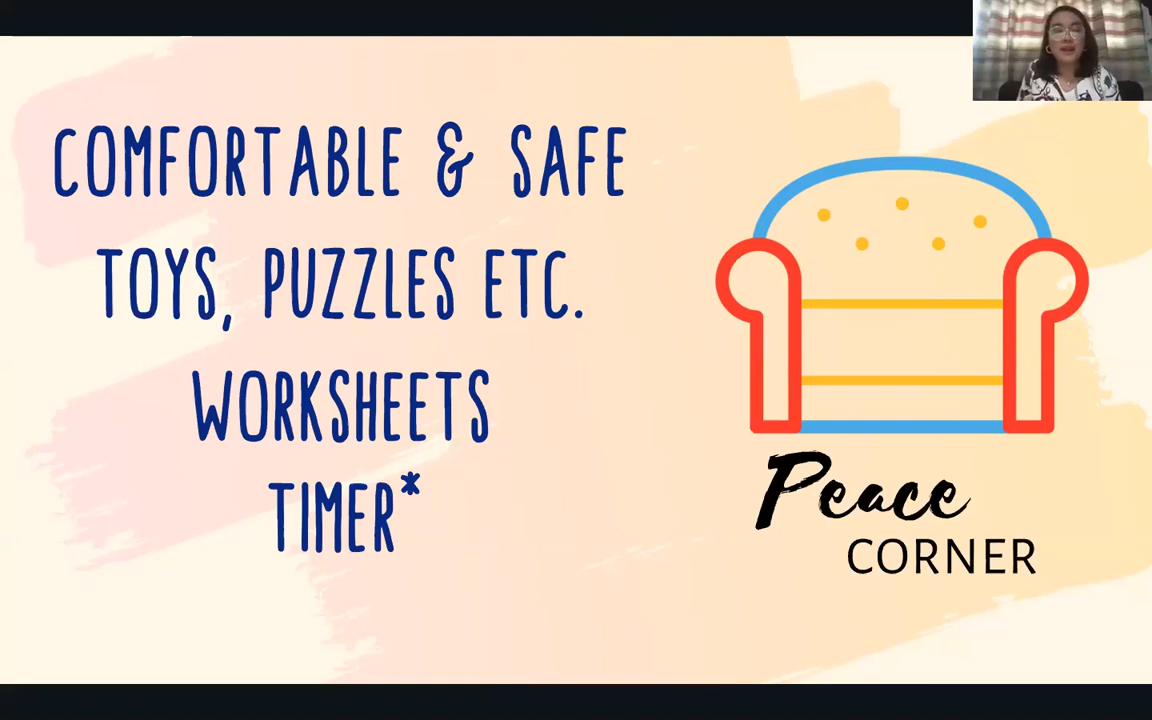 COMFORTABLE & SAFE
TOYS, PUZZLES ETC.
WORKSHEETS
TIMER*
Peace
CORNER